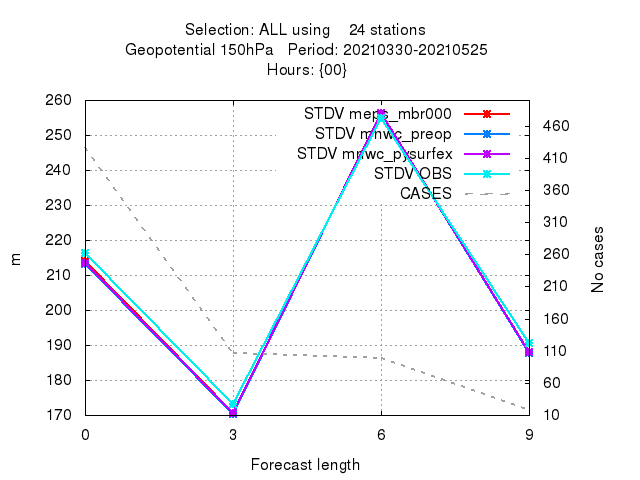 Selection: ALL using 24 stations
Geopotential 150hPa Period: 20210330-20210525
Hours: {00}
STDV meps_mbr000
STDV mnwc_preop
STDV mnwc_pysurfex
STDV OBS
CASES
260
250
240
230
220
210
200
190
180
170
m
460
410
360
310
260
210
160
110
60
10
No cases
0 3 6 9
Forecast length